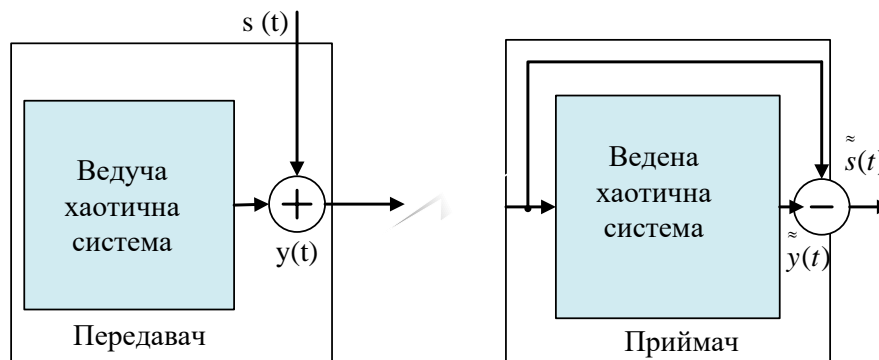 s (t)
Ведуча
хаотична
система
+
y(t)
Передавач
Ведена
хаотична
система
−
≈
s(t)
≈
y(t)
Приймач